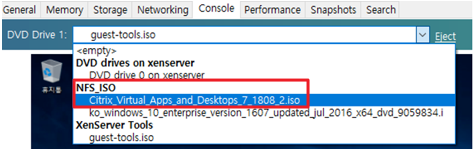 General Memory Storage Networking Console Performance Snapshots Search
DVD Drive 1: guest-tools.iso Eject
<empty>
DVD drives on xenserver
DVD drive 0 on xenserver
NFS_ISO
Citrix_Virtual_Apps_and_Desktops_7_1808_2.iso
ko_windows_10_enterprise_version_1607_updated_jul_2016_x64_dvd_9059834.i
XenServer Tools
guest-tools.iso
휴지통